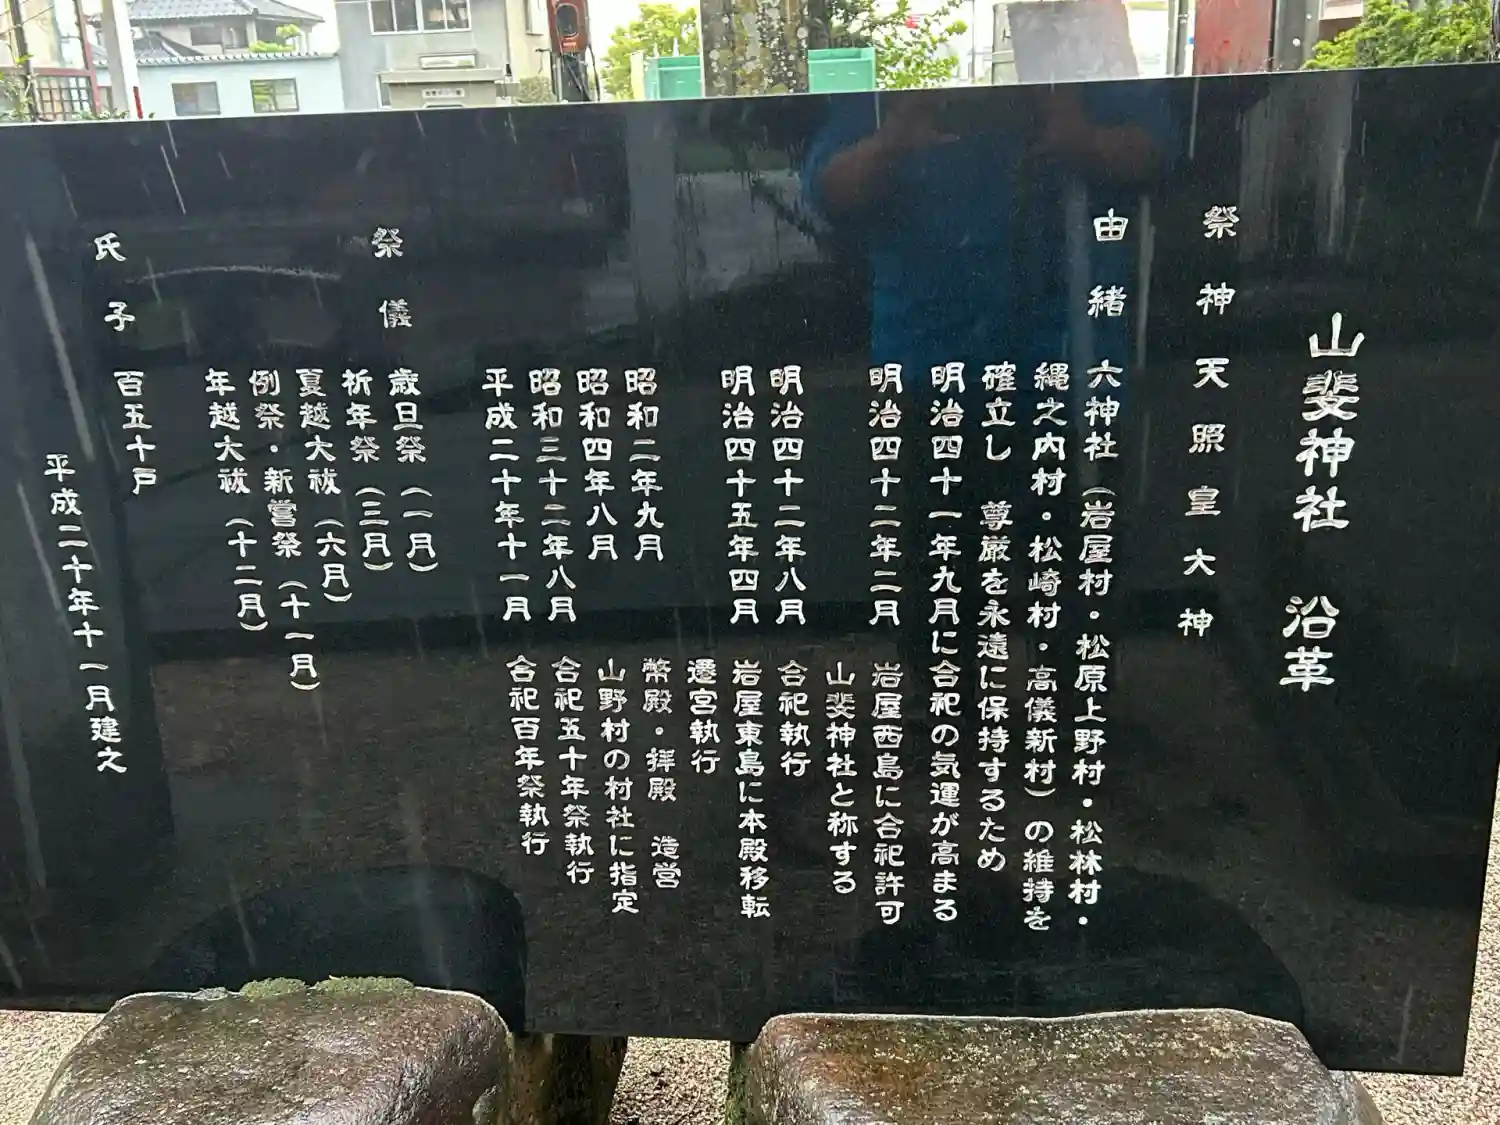 山斐神社　沿革
祭神　天照皇大神
由緒　六神社（岩屋村・松原上野村・松林村・
縄之内村・松崎村・高儀新村）の維持を
確立し　尊厳を永遠に保持するため
明治四十一年九月に合祀の気運が高まる
明治四十二年二月　岩屋西島に合祀許可
山斐神社と称する
明治四十二年八月　合祀執行
明治四十五年四月　岩屋東島に本殿移転
遷宮執行
昭和二年九月　幣殿・拝殿　造営
昭和四年八月　山野村の村社に指定
昭和三十二年八月　合祀五十年祭執行
平成二十年十一月　合祀百年祭執行
祭儀　歳旦祭（一月）
祈年祭（三月）
夏越大祓（六月）
例祭・新嘗祭（十一月）
年越大祓（十二月）
氏子　百五十戸
平成二十年十一月建之